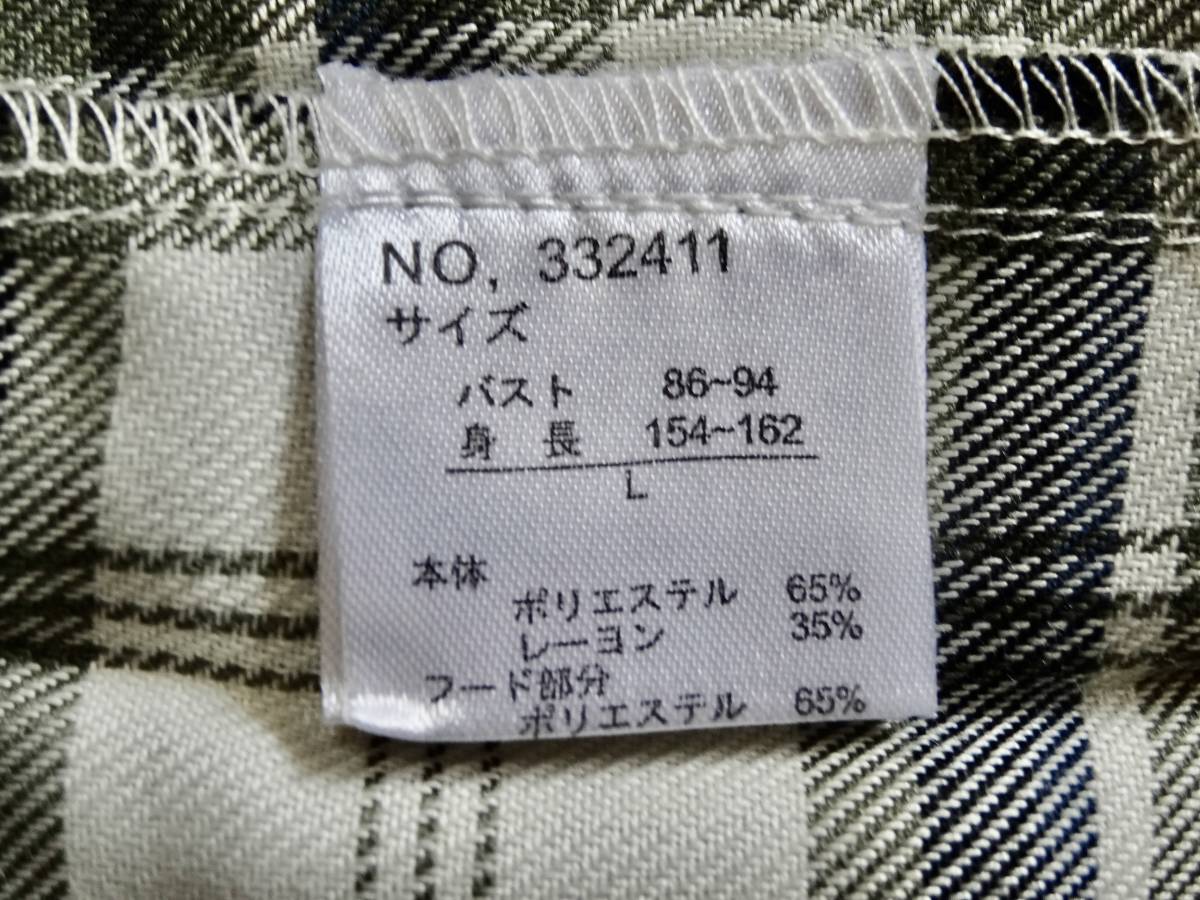 NO, 332411
サイズ
バスト 86~94
身 長 154~162
L
本体
ポリエステル 65%
レーヨン 35%
フード部分
ポリエステル 65%